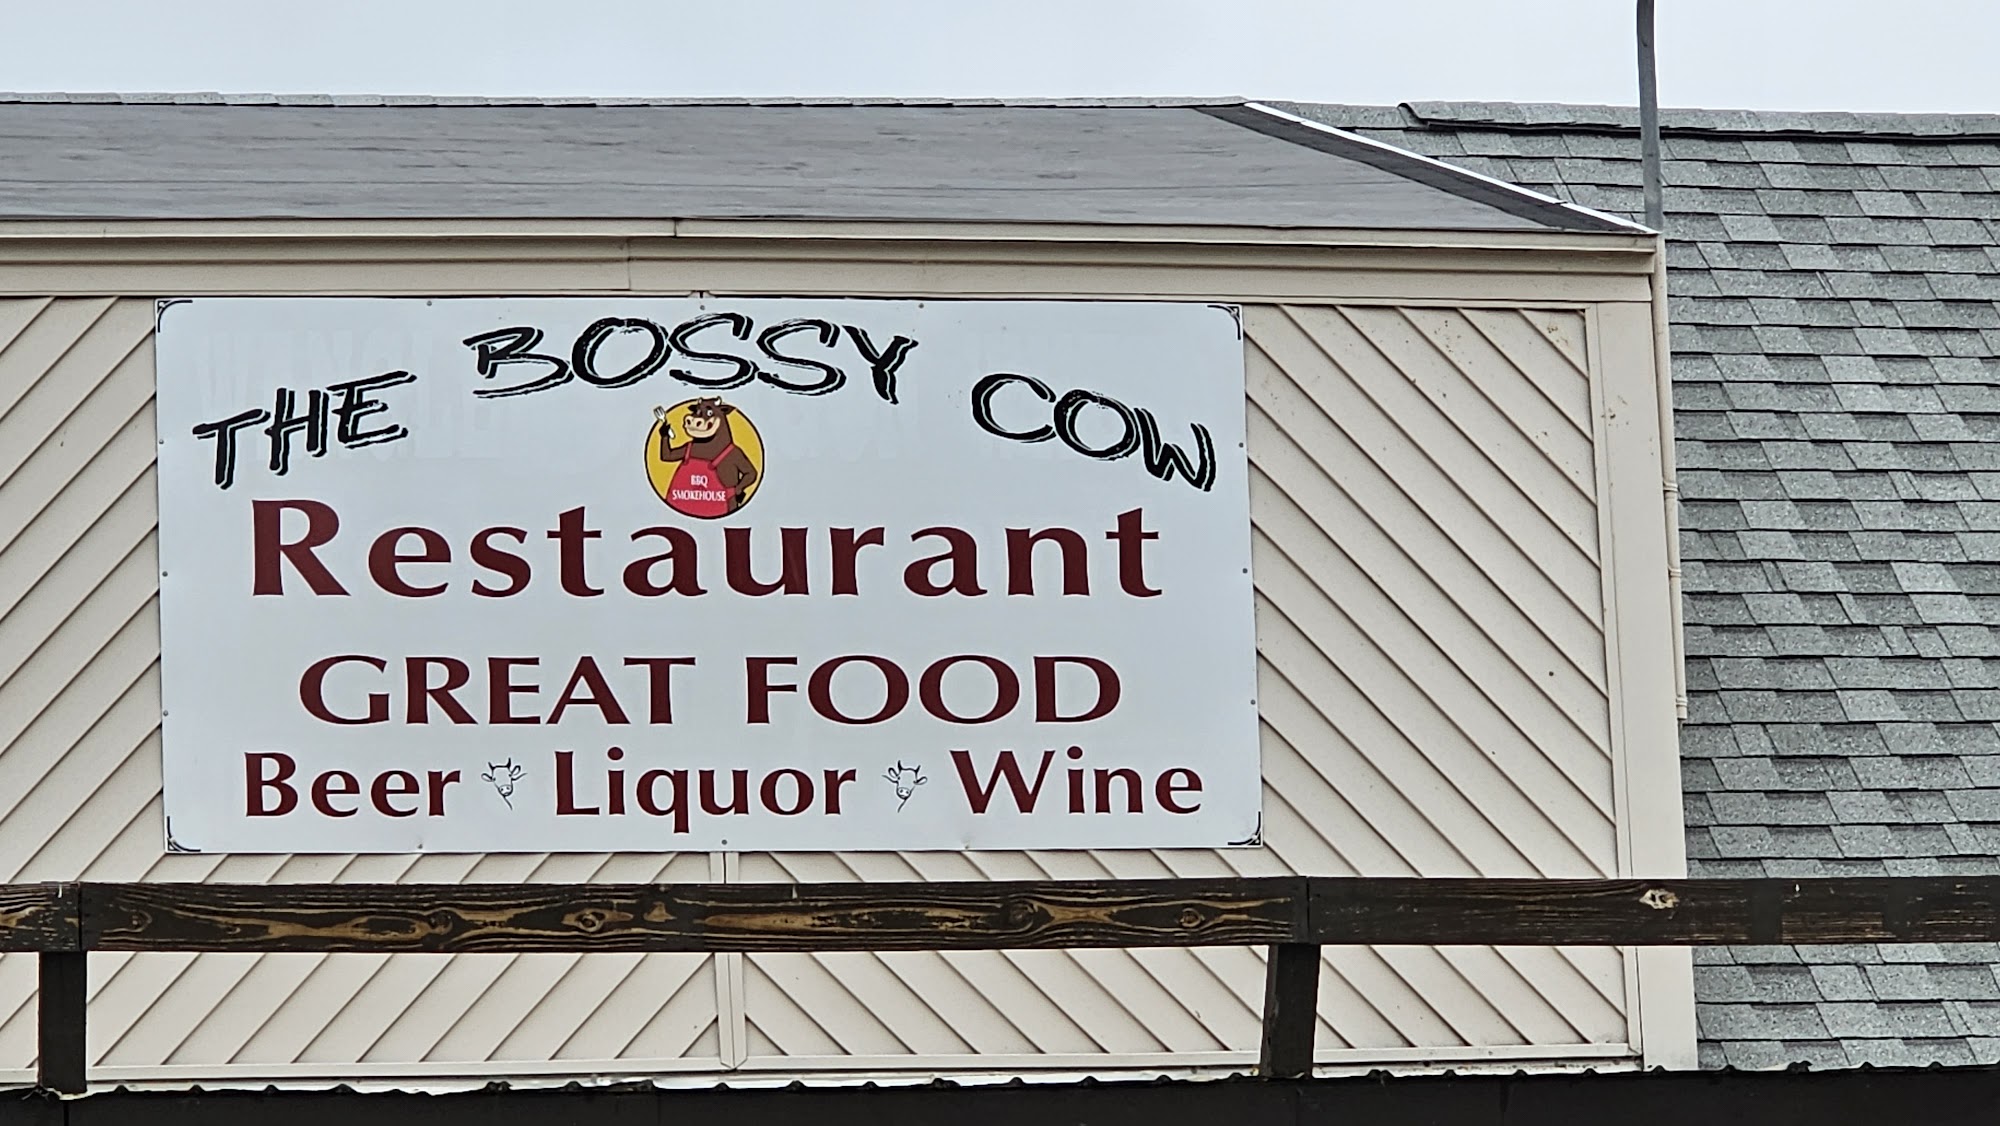 THE BOSSY COW
BBQ
SMOKEHOUSE
Restaurant
GREAT FOOD
Beer Liquor Wine